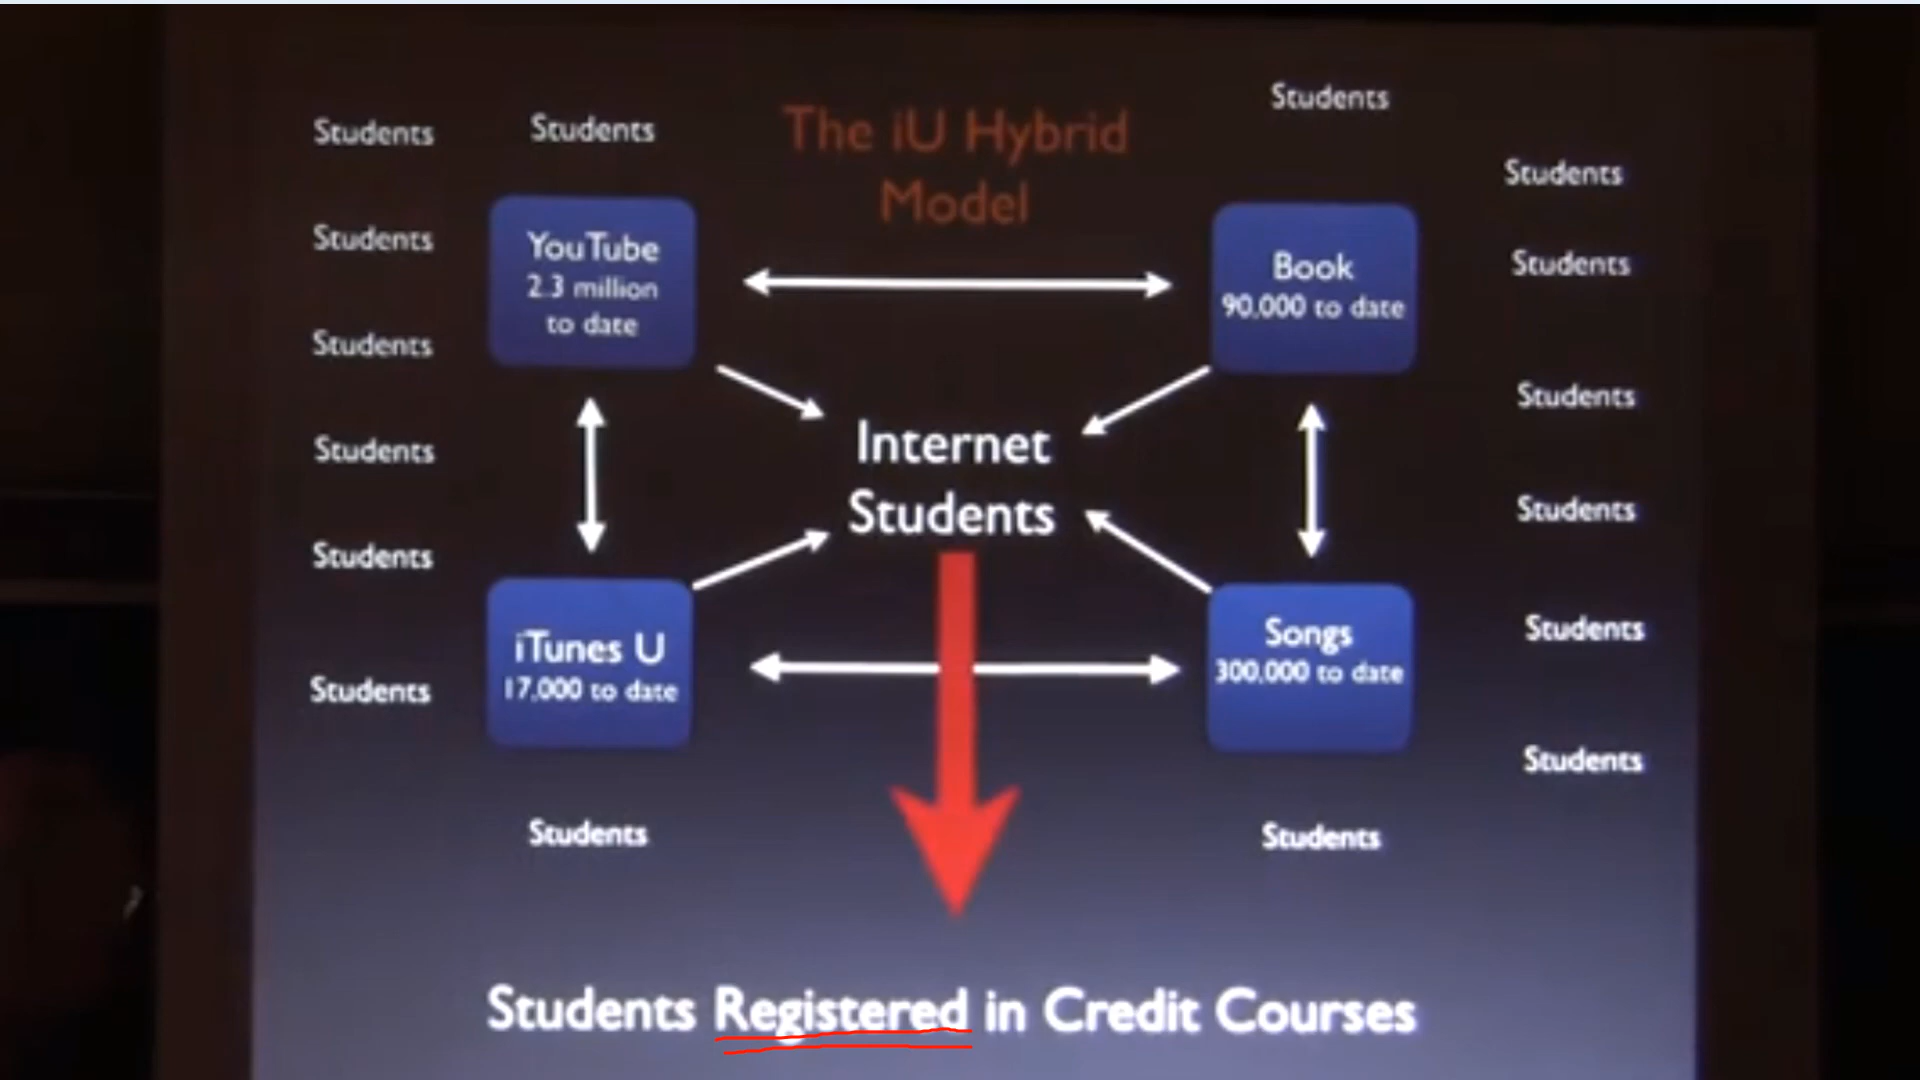 Students
Students
The iU Hybrid
Model
Students
Students
Students
YouTube
2.3 million
to date
Book
90,000 to date
Students
Students
Students
Students
Internet
Students
Students
Students
Students
iTunes U
17,000 to date
Songs
300,000 to date
Students
Students
Students
Students
Students
Students Registered in Credit Courses